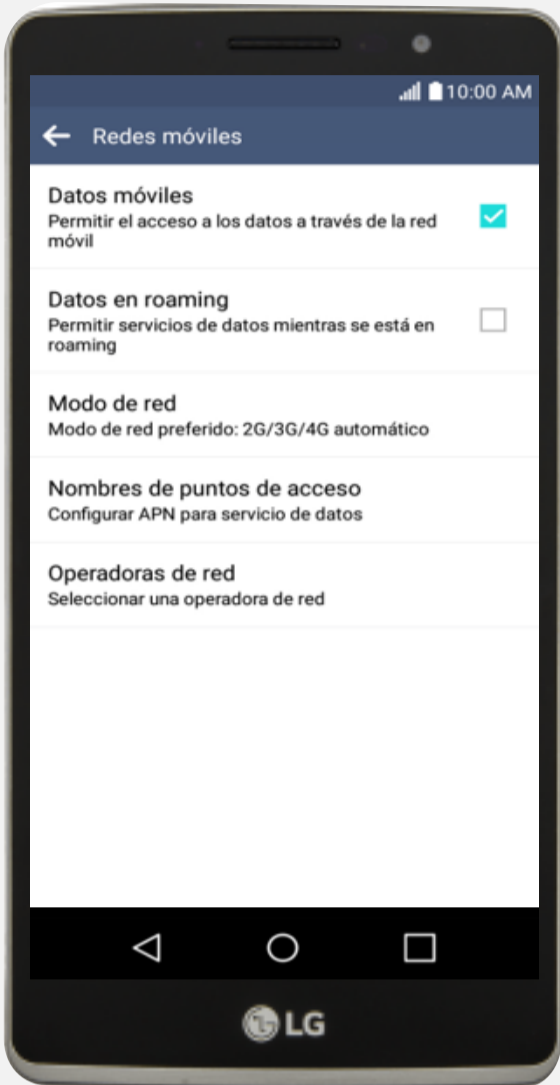 10:00 AM
Redes móviles
Datos móviles
Permitir el acceso a los datos a través de la red
móvil
Datos en roaming
Permitir servicios de datos mientras se está en
roaming
Modo de red
Modo de red preferido: 2G/3G/4G automático
Nombres de puntos de acceso
Configurar APN para servicio de datos
Operadoras de red
Seleccionar una operadora de red
LG